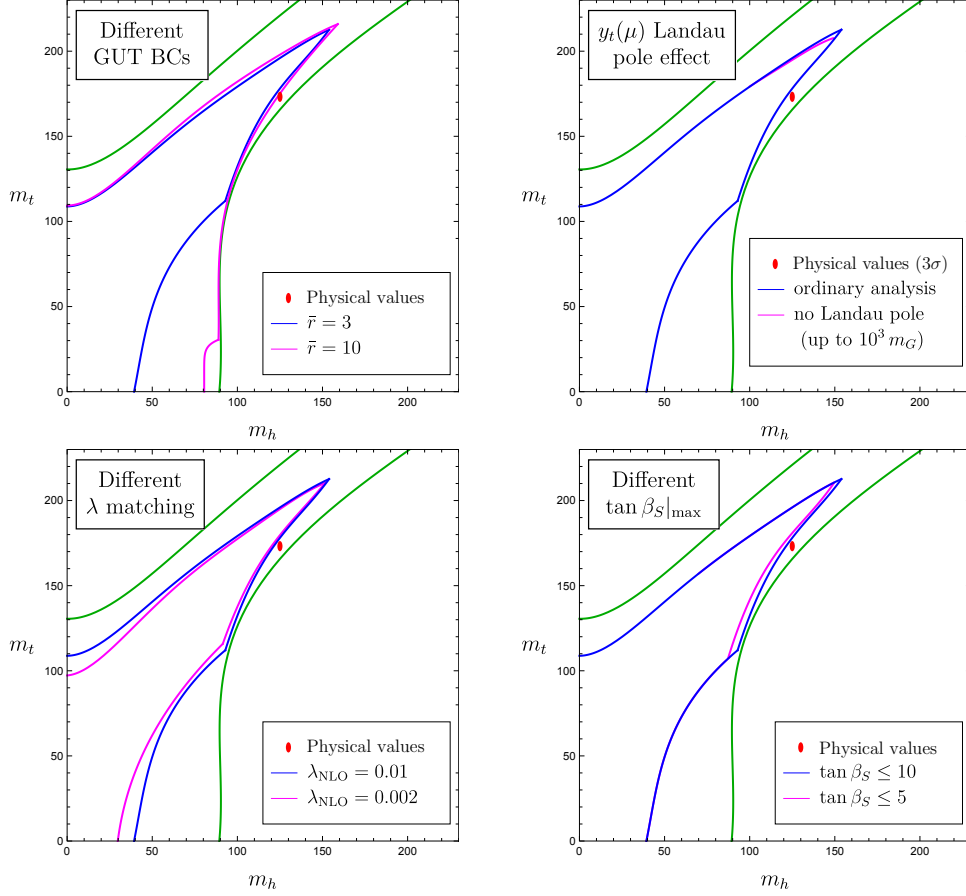 Different
GUT BCs
200
150
100
50
0
0
50
100
150
200
m_t
m_h
Physical values
r̄ = 3
r̄ = 10
y_t(μ) Landau
pole effect
200
150
100
50
0
0
50
100
150
200
m_t
m_h
Physical values (3σ)
ordinary analysis
no Landau pole
(up to 10³ m_G)
Different
λ matching
200
150
100
50
0
0
50
100
150
200
m_t
m_h
Physical values
λ_NLO = 0.01
λ_NLO = 0.002
Different
tan β_S|_max
200
150
100
50
0
0
50
100
150
200
m_t
m_h
Physical values
tan β_S ≤ 10
tan β_S ≤ 5